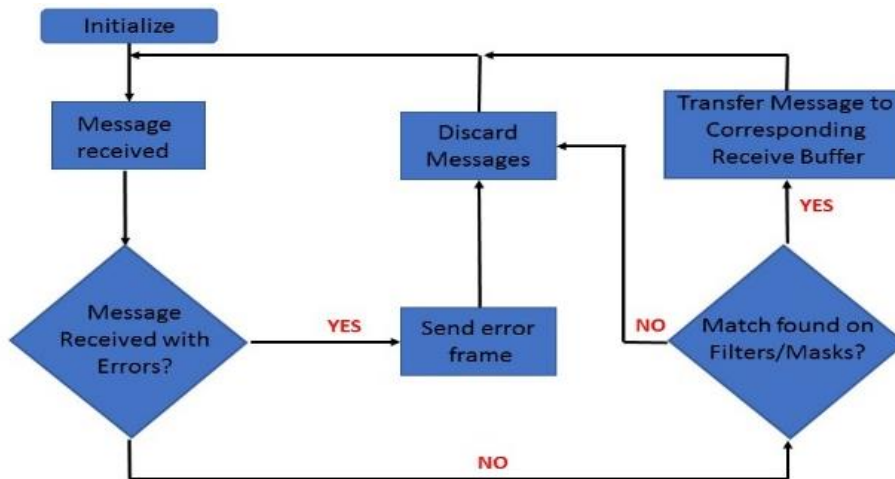 Initialize
Message
received
Discard
Messages
Transfer Message to
Corresponding
Receive Buffer
YES
Message
Received with
Errors?
YES
Send error
frame
NO
Match found on
Filters/Masks?
NO